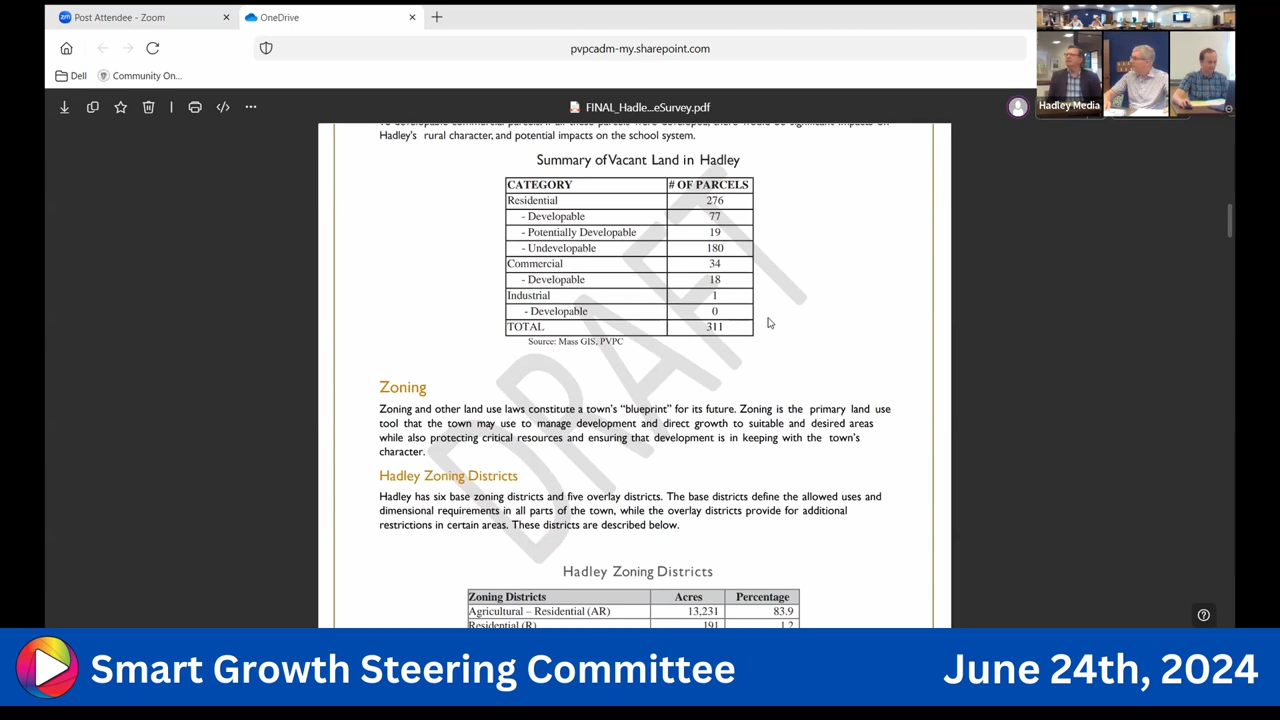 Post Attendee - Zoom
OneDrive
pvpcadm-my.sharepoint.com
Dell
Community On...
FINAL_Hadle...eSurvey.pdf
Hadley Media
Hadley's rural character, and potential impacts on the school system.
Summary of Vacant Land in Hadley
CATEGORY # OF PARCELS
Residential 276
- Developable 77
- Potentially Developable 19
- Undevelopable 180
Commercial 34
- Developable 18
Industrial 1
- Developable 0
TOTAL 311
Source: Mass GIS, PVPC
DRAFT
Zoning
Zoning and other land use laws constitute a town's “blueprint” for its future. Zoning is the primary land use
tool that the town may use to manage development and direct growth to suitable and desired areas
while also protecting critical resources and ensuring that development is in keeping with the town's
character.
Hadley Zoning Districts
Hadley has six base zoning districts and five overlay districts. The base districts define the allowed uses and
dimensional requirements in all parts of the town, while the overlay districts provide for additional
restrictions in certain areas. These districts are described below.
Hadley Zoning Districts
Zoning Districts Acres Percentage
Agricultural – Residential (AR) 13,231 83.9
Residential (R) 191 1.2
Smart Growth Steering Committee
June 24th, 2024